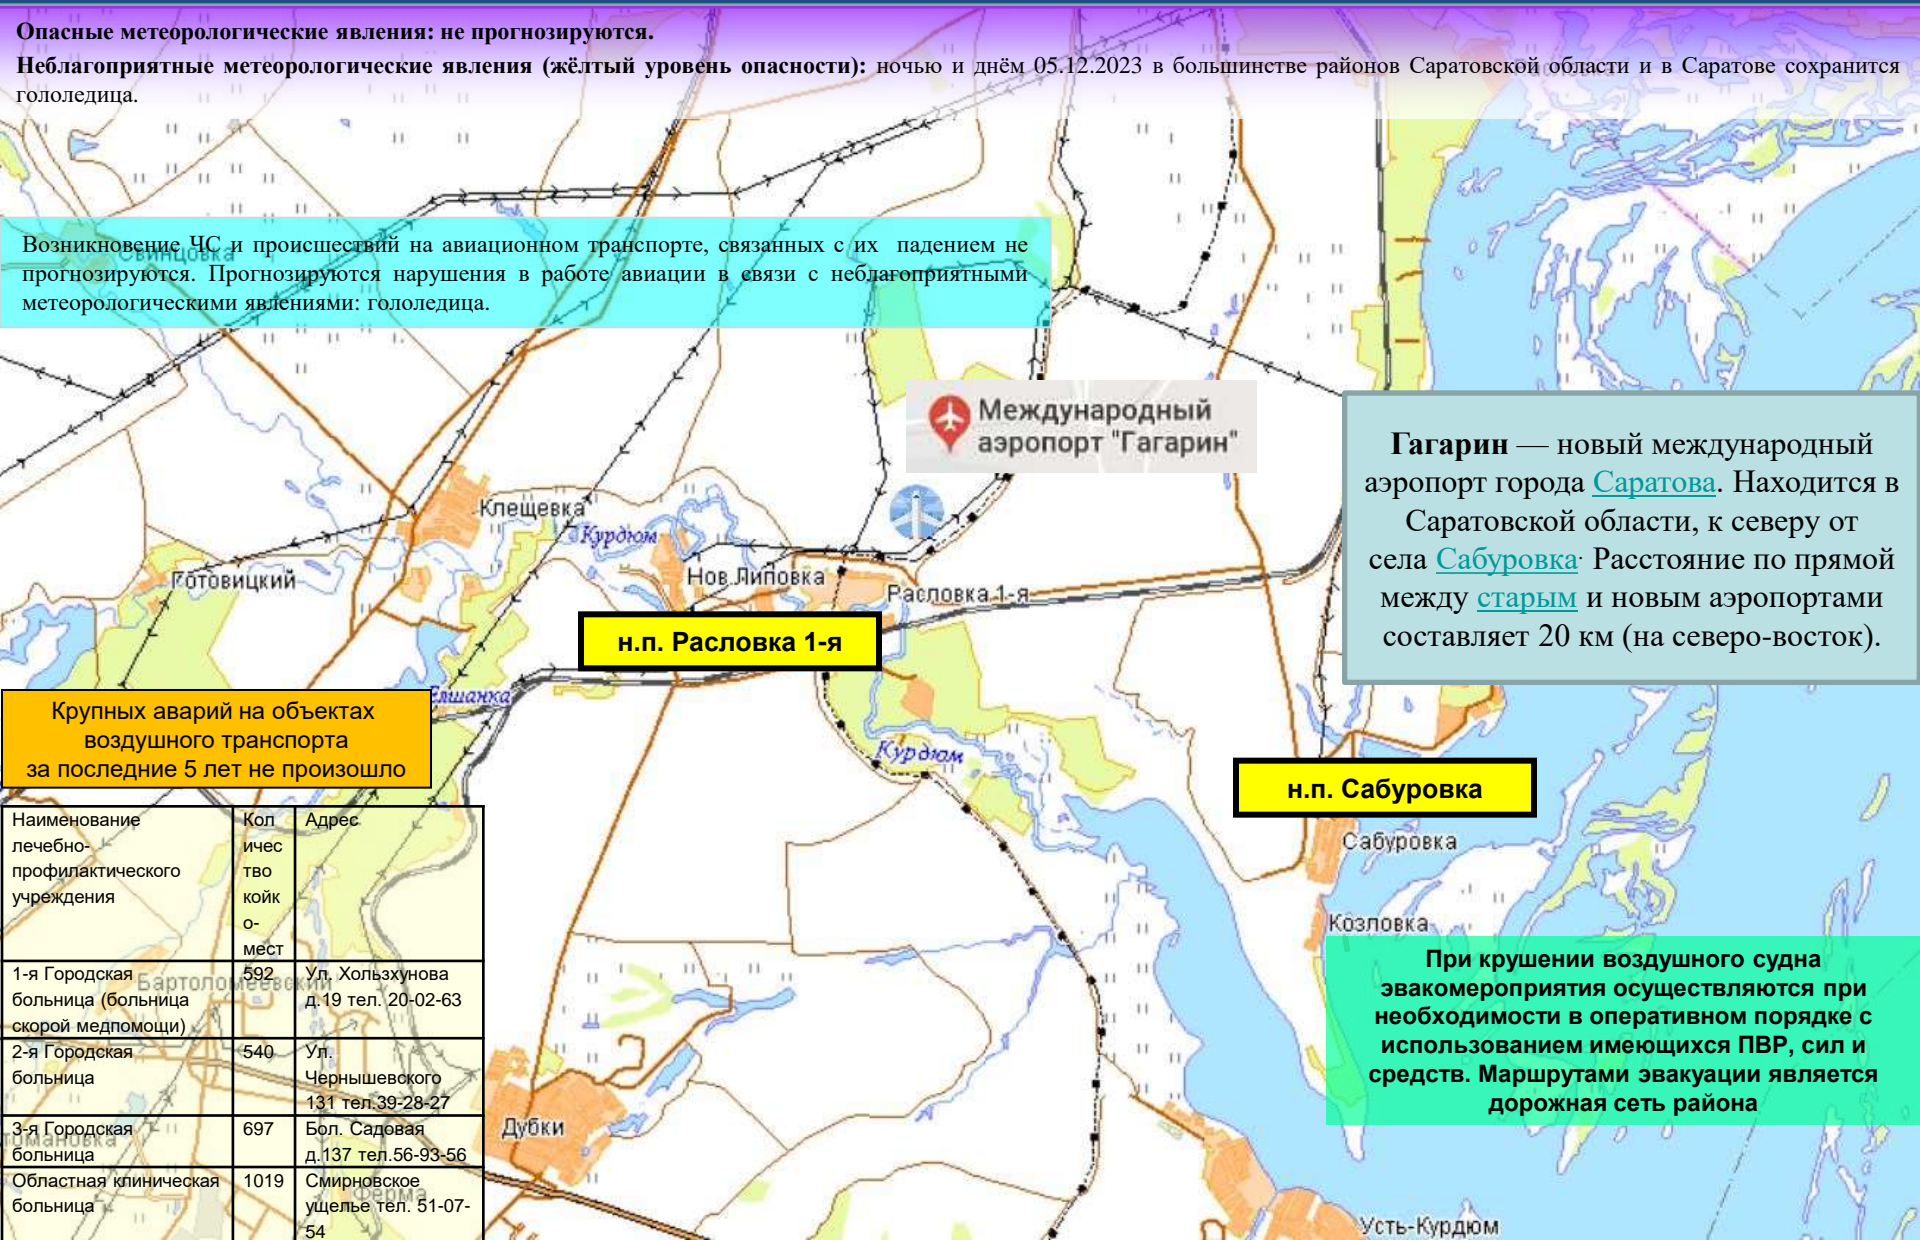 Опасные метеорологические явления: не прогнозируются.
Неблагоприятные метеорологические явления (жёлтый уровень опасности): ночью и днём 05.12.2023 в большинстве районов Саратовской области и в Саратове сохранится
гололедица.
Свинцовка
Возникновение ЧС и происшествий на авиационном транспорте, связанных с их падением не
прогнозируются. Прогнозируются нарушения в работе авиации в связи с неблагоприятными
метеорологическими явлениями: гололедица.
Международный
аэропорт "Гагарин"
Гагарин — новый международный
аэропорт города Саратова. Находится в
Саратовской области, к северу от
села Сабуровка. Расстояние по прямой
между старым и новым аэропортами
составляет 20 км (на северо-восток).
Клещевка
Курдюм
Готовицкий
Нов.Липовка
Расловка 1-я
н.п. Расловка 1-я
Елшанка
Крупных аварий на объектах
воздушного транспорта
за последние 5 лет не произошло
Курдюм
н.п. Сабуровка
Сабуровка
Козловка
При крушении воздушного судна
эвакомероприятия осуществляются при
необходимости в оперативном порядке с
использованием имеющихся ПВР, сил и
средств. Маршрутами эвакуации является
дорожная сеть района
Наименование
лечебно-
профилактического
учреждения
Кол
ичес
тво
койк
о-
мест
Адрес
1-я Городская
больница (больница
скорой медпомощи)
592
Ул. Хользхунова
д.19 тел. 20-02-63
Бартоломеевский
2-я Городская
больница
540
Ул.
Чернышевского
131 тел.39-28-27
3-я Городская
больница
697
Бол. Садовая
д.137 тел.56-93-56
Областная клиническая
больница
1019
Смирновское
ущелье тел. 51-07-
54
Ферма
Дубки
Усть-Курдюм